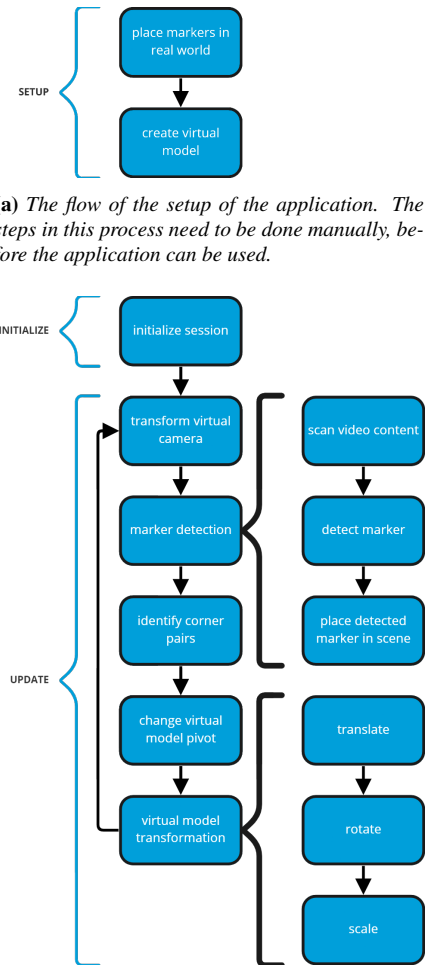 place markers in
real world
SETUP
create virtual
model
a) The flow of the setup of the application. The
steps in this process need to be done manually, be-
fore the application can be used.
INITIALIZE
initialize session
transform virtual
camera
scan video content
marker detection
detect marker
identify corner
pairs
place detected
marker in scene
UPDATE
change virtual
model pivot
translate
virtual model
transformation
rotate
scale